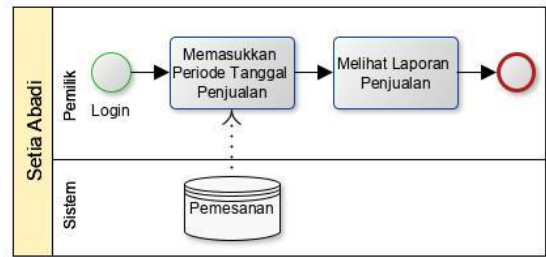 Setia Abadi
Pemilik
Login
Memasukkan
Periode Tanggal
Penjualan
Melihat Laporan
Penjualan
Sistem
Pemesanan